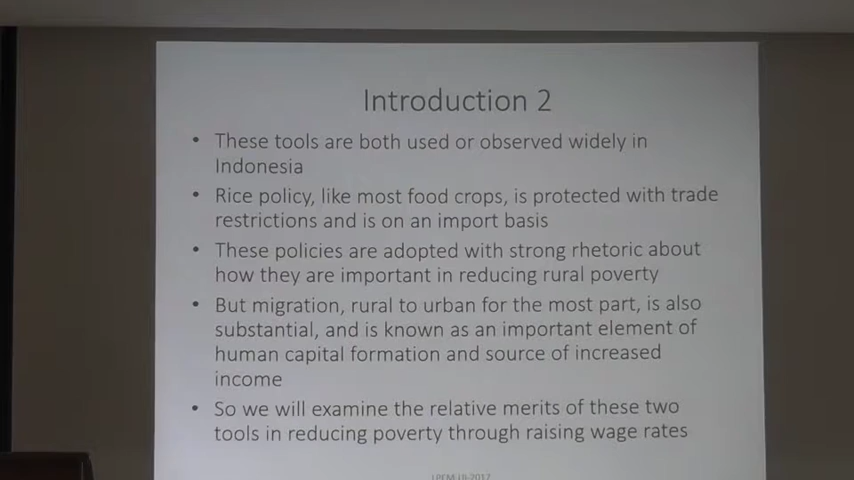 Introduction 2
• These tools are both used or observed widely in
Indonesia
• Rice policy, like most food crops, is protected with trade
restrictions and is on an import basis
• These policies are adopted with strong rhetoric about
how they are important in reducing rural poverty
• But migration, rural to urban for the most part, is also
substantial, and is known as an important element of
human capital formation and source of increased
income
• So we will examine the relative merits of these two
tools in reducing poverty through raising wage rates